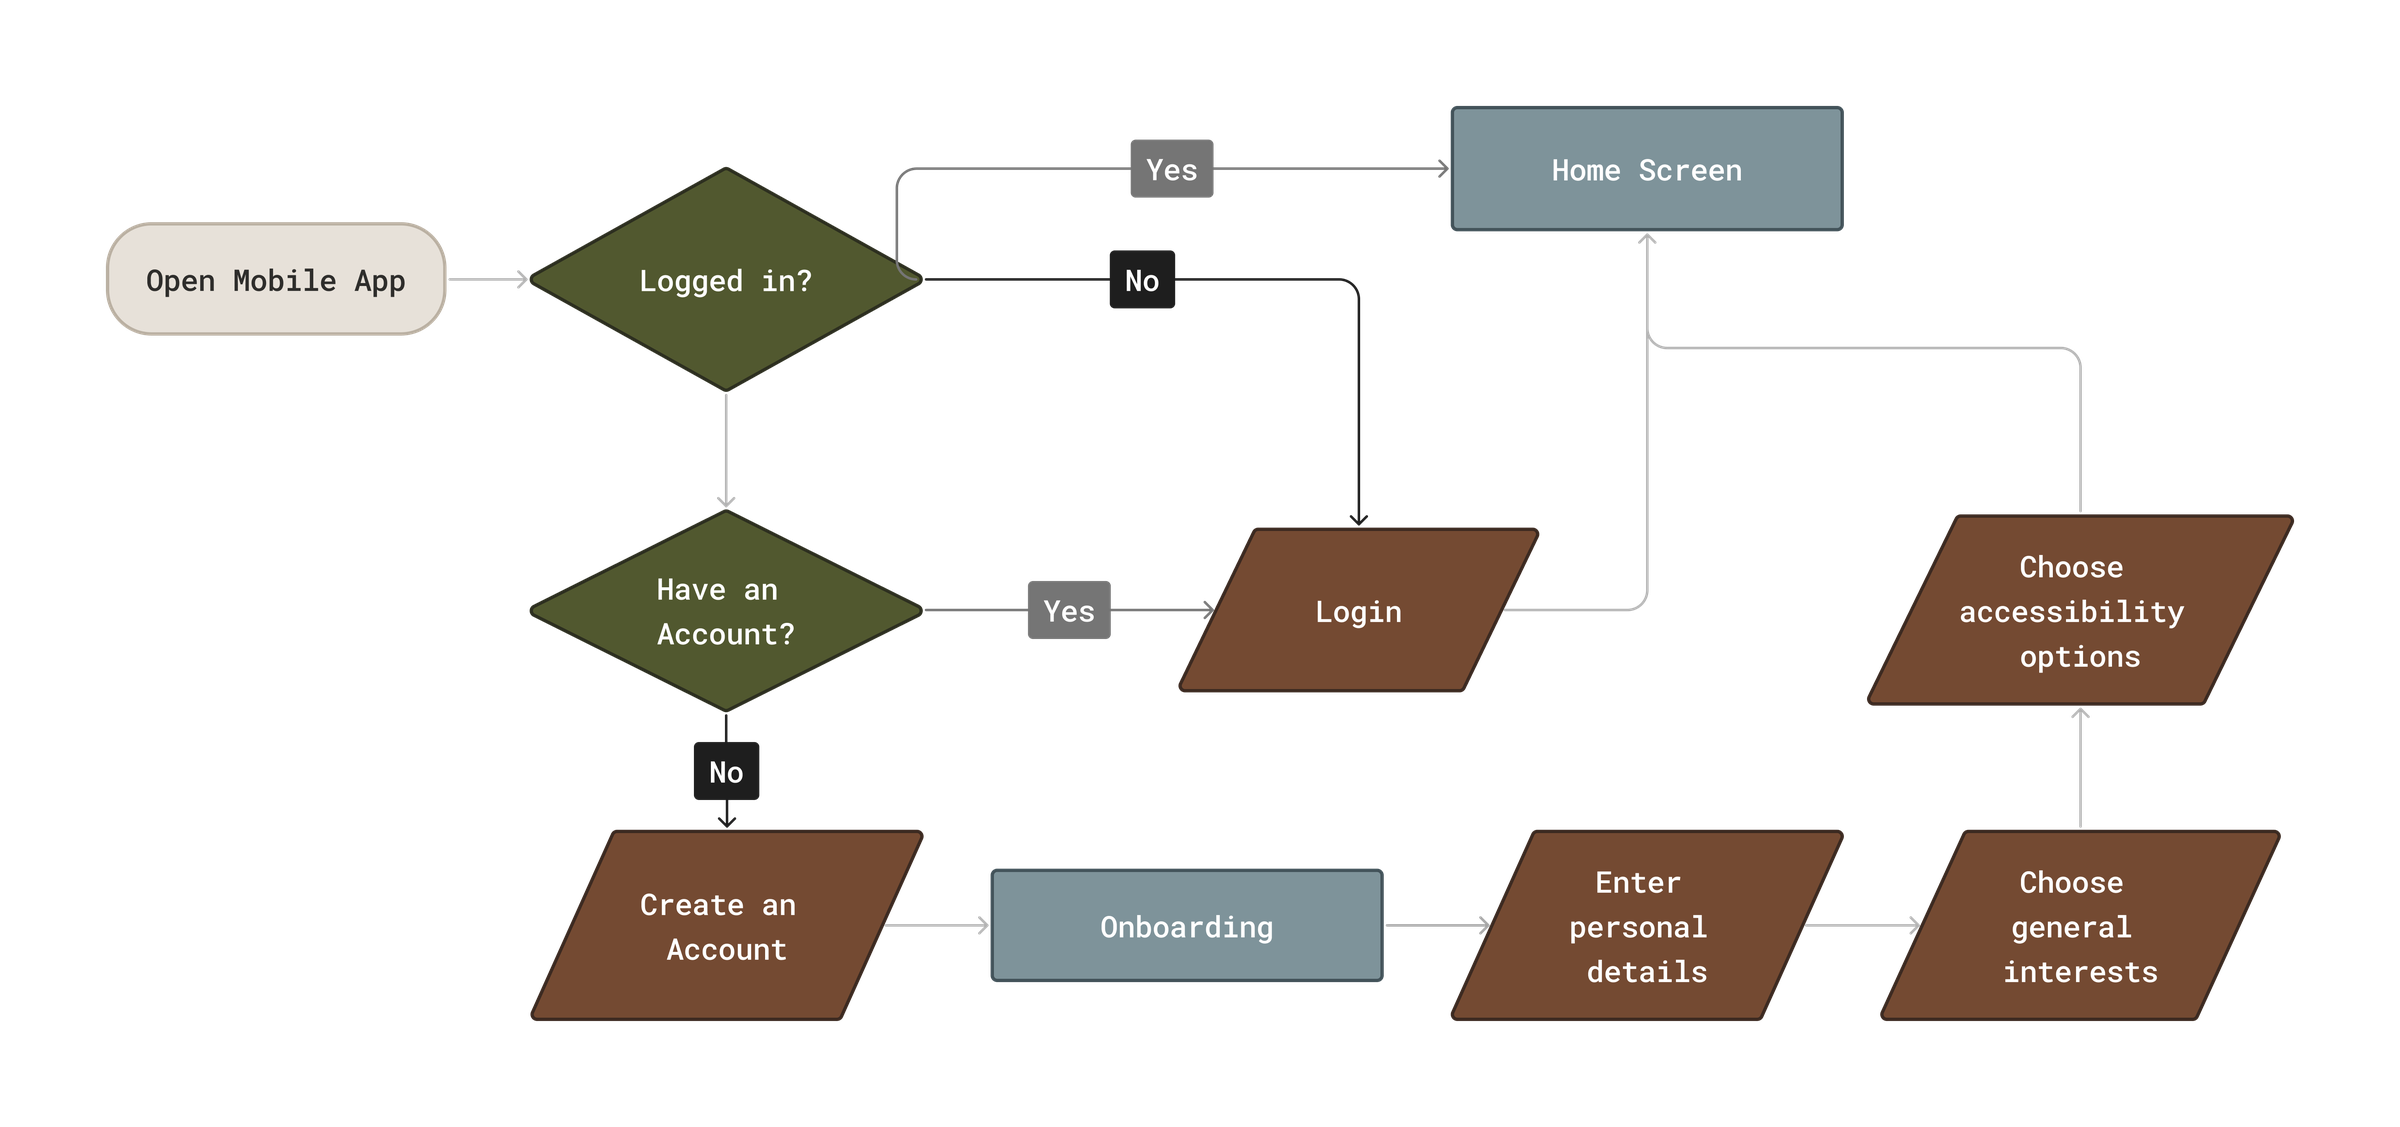 Yes
Home Screen
Open Mobile App
Logged in?
No
Have an
Account?
Yes
Login
Choose
accessibility
options
No
Create an
Account
Onboarding
Enter
personal
details
Choose
general
interests